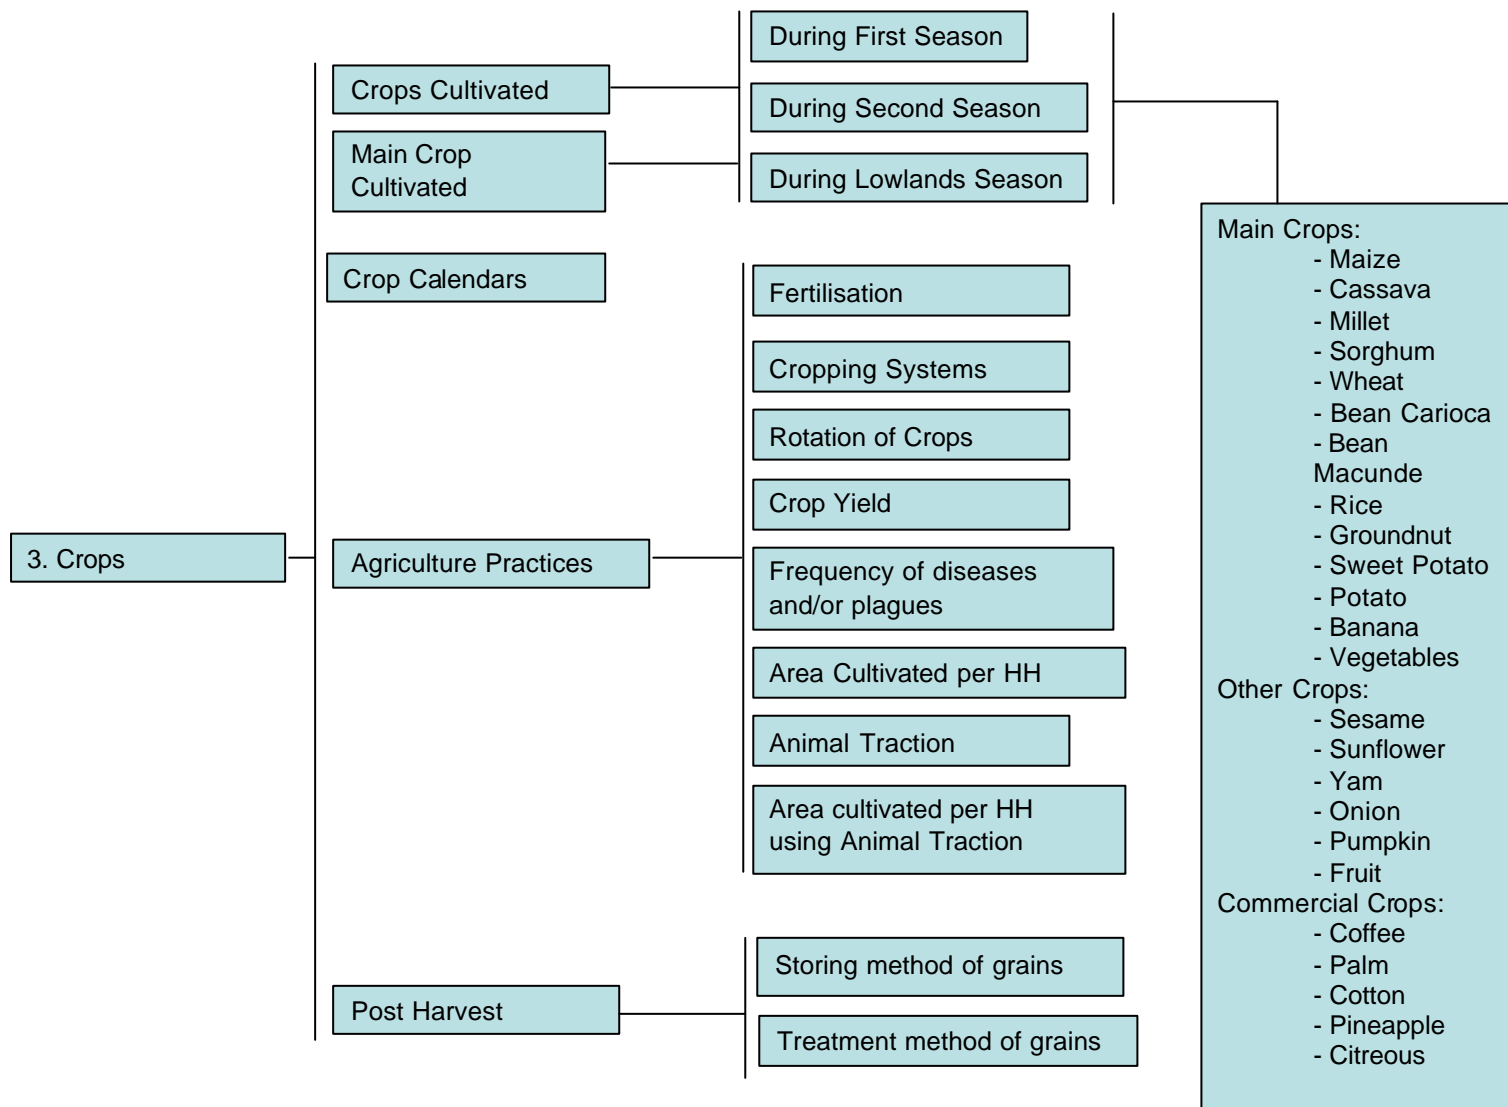 3. Crops
Crops Cultivated
Main Crop
Cultivated
Crop Calendars
Agriculture Practices
Post Harvest
During First Season
During Second Season
During Lowlands Season
Fertilisation
Cropping Systems
Rotation of Crops
Crop Yield
Frequency of diseases
and/or plagues
Area Cultivated per HH
Animal Traction
Area cultivated per HH
using Animal Traction
Storing method of grains
Treatment method of grains
Main Crops:
- Maize
- Cassava
- Millet
- Sorghum
- Wheat
- Bean Carioca
- Bean
Macunde
- Rice
- Groundnut
- Sweet Potato
- Potato
- Banana
- Vegetables
Other Crops:
- Sesame
- Sunflower
- Yam
- Onion
- Pumpkin
- Fruit
Commercial Crops:
- Coffee
- Palm
- Cotton
- Pineapple
- Citreous